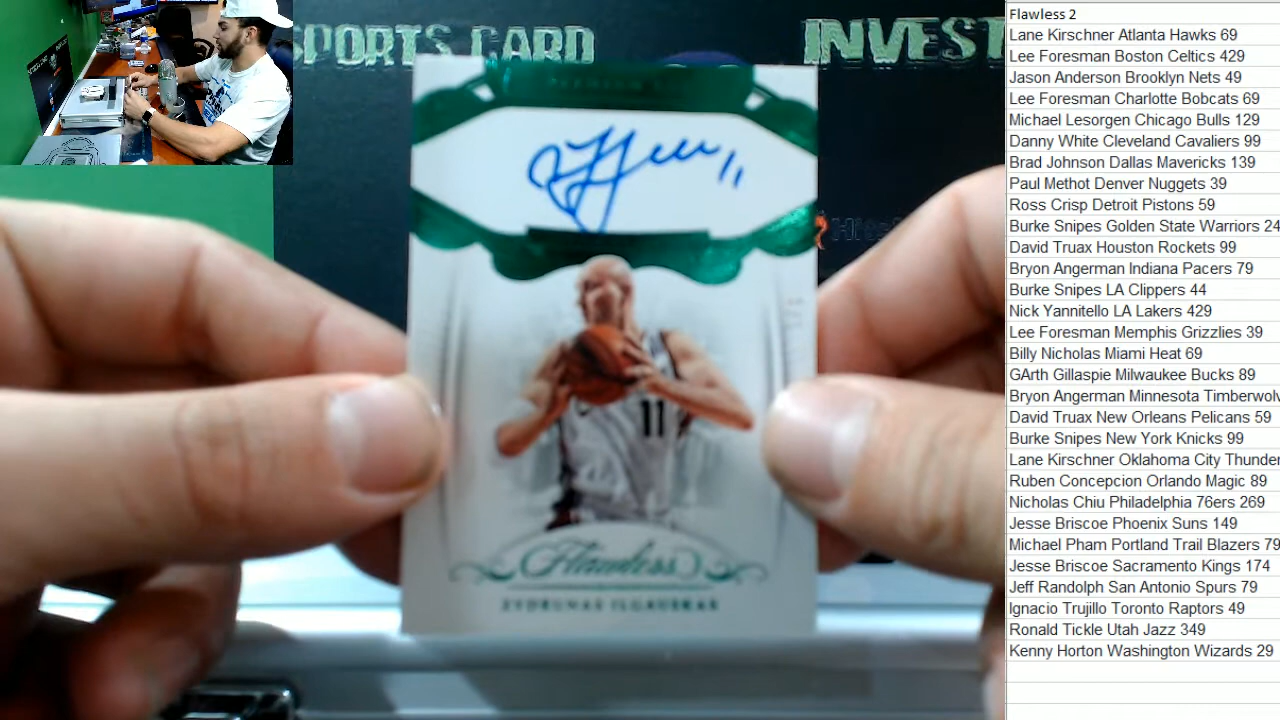 SPORTS CARD
INVEST
11
11
Flawless
ZYDRUNAS ILGAUSKAS
Flawless 2
Lane Kirschner Atlanta Hawks 69
Lee Foresman Boston Celtics 429
Jason Anderson Brooklyn Nets 49
Lee Foresman Charlotte Bobcats 69
Michael Lesorgen Chicago Bulls 129
Danny White Cleveland Cavaliers 99
Brad Johnson Dallas Mavericks 139
Paul Methot Denver Nuggets 39
Ross Crisp Detroit Pistons 59
Burke Snipes Golden State Warriors 24
David Truax Houston Rockets 99
Bryon Angerman Indiana Pacers 79
Burke Snipes LA Clippers 44
Nick Yannitello LA Lakers 429
Lee Foresman Memphis Grizzlies 39
Billy Nicholas Miami Heat 69
GArth Gillaspie Milwaukee Bucks 89
Bryon Angerman Minnesota Timberwolv
David Truax New Orleans Pelicans 59
Burke Snipes New York Knicks 99
Lane Kirschner Oklahoma City Thunder
Ruben Concepcion Orlando Magic 89
Nicholas Chiu Philadelphia 76ers 269
Jesse Briscoe Phoenix Suns 149
Michael Pham Portland Trail Blazers 79
Jesse Briscoe Sacramento Kings 174
Jeff Randolph San Antonio Spurs 79
Ignacio Trujillo Toronto Raptors 49
Ronald Tickle Utah Jazz 349
Kenny Horton Washington Wizards 29